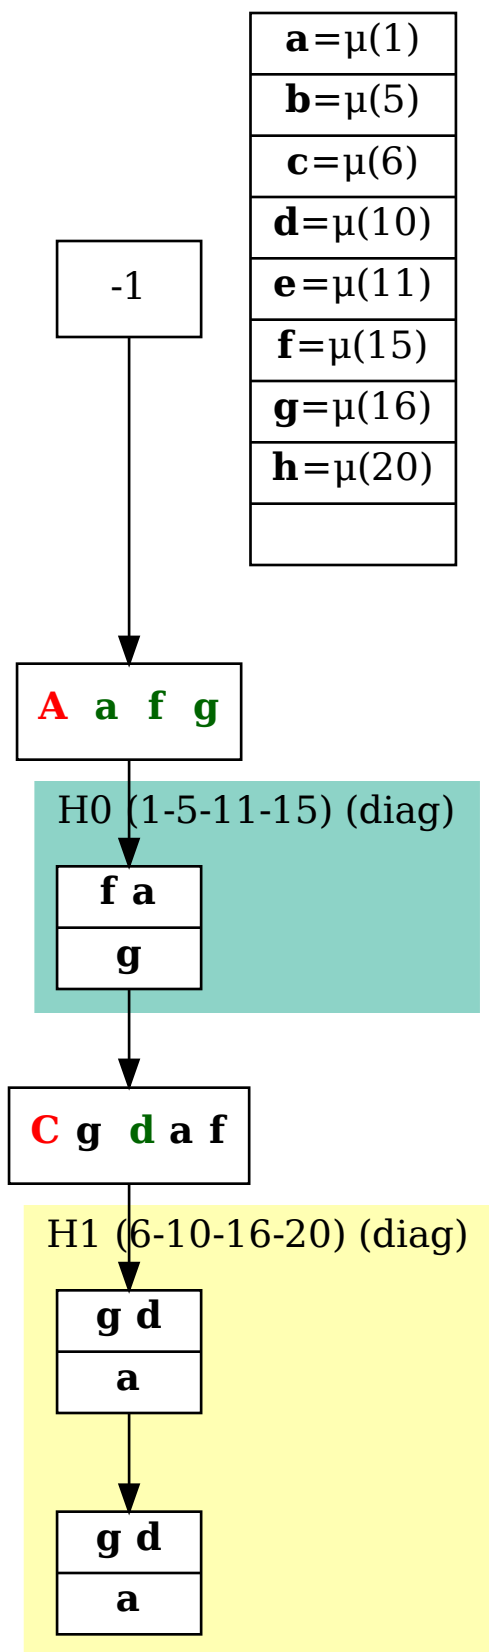 a=μ(1)
b=μ(5)
c=μ(6)
d=μ(10)
e=μ(11)
f=μ(15)
g=μ(16)
h=μ(20)
-1
A a f g
H0 (1-5-11-15) (diag)
f a
g
C g d a f
H1 (6-10-16-20) (diag)
g d
a
g d
a